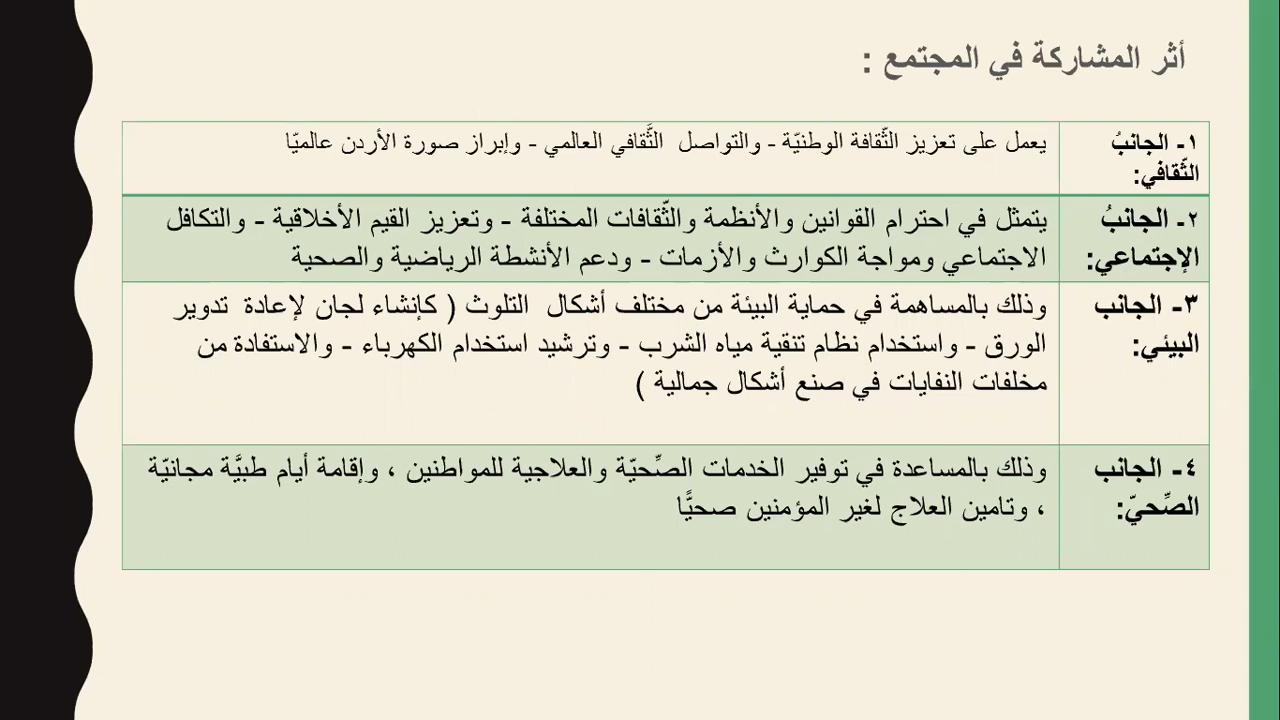 أثر المشاركة في المجتمع :
١- الجانبُ
الثّقافي:
يعمل على تعزيز الثّقافة الوطنيّة - والتواصل الثَّقافي العالمي - وإبراز صورة الأردن عالميّا
٢- الجانبُ
الإجتماعي:
يتمثل في احترام القوانين والأنظمة والثّقافات المختلفة - وتعزيز القيم الأخلاقية - والتكافل
الاجتماعي ومواجة الكوارث والأزمات - ودعم الأنشطة الرياضية والصحية
٣- الجانب
البيئي:
وذلك بالمساهمة في حماية البيئة من مختلف أشكال التلوث ( كإنشاء لجان لإعادة تدوير
الورق - واستخدام نظام تنقية مياه الشرب - وترشيد استخدام الكهرباء - والاستفادة من
مخلفات النفايات في صنع أشكال جمالية )
٤- الجانب
الصِّحيّ:
وذلك بالمساعدة في توفير الخدمات الصِّحيّة والعلاجية للمواطنين ، وإقامة أيام طبيَّة مجانيّة
، وتامين العلاج لغير المؤمنين صحيًّا